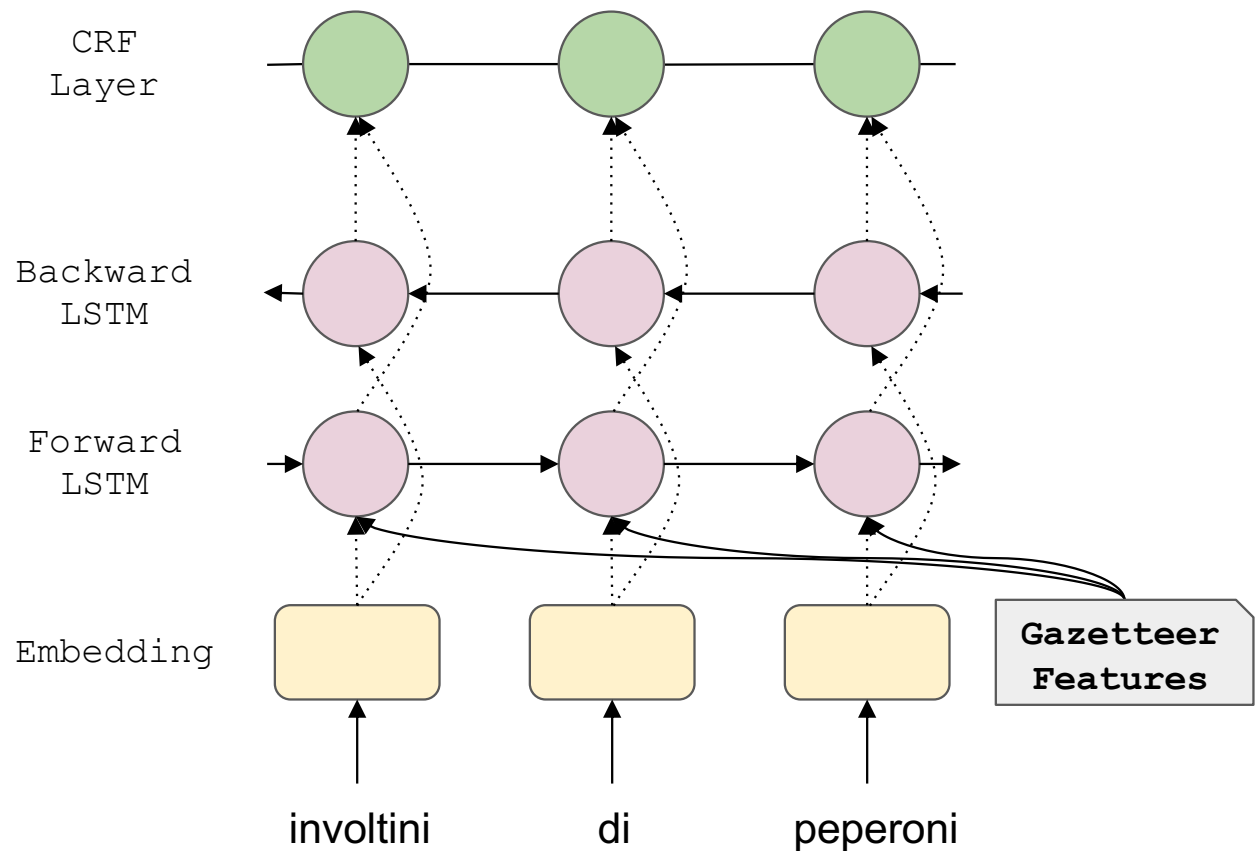 CRF
Layer
Backward
LSTM
Forward
LSTM
Embedding
Gazetteer
Features
involtini di peperoni